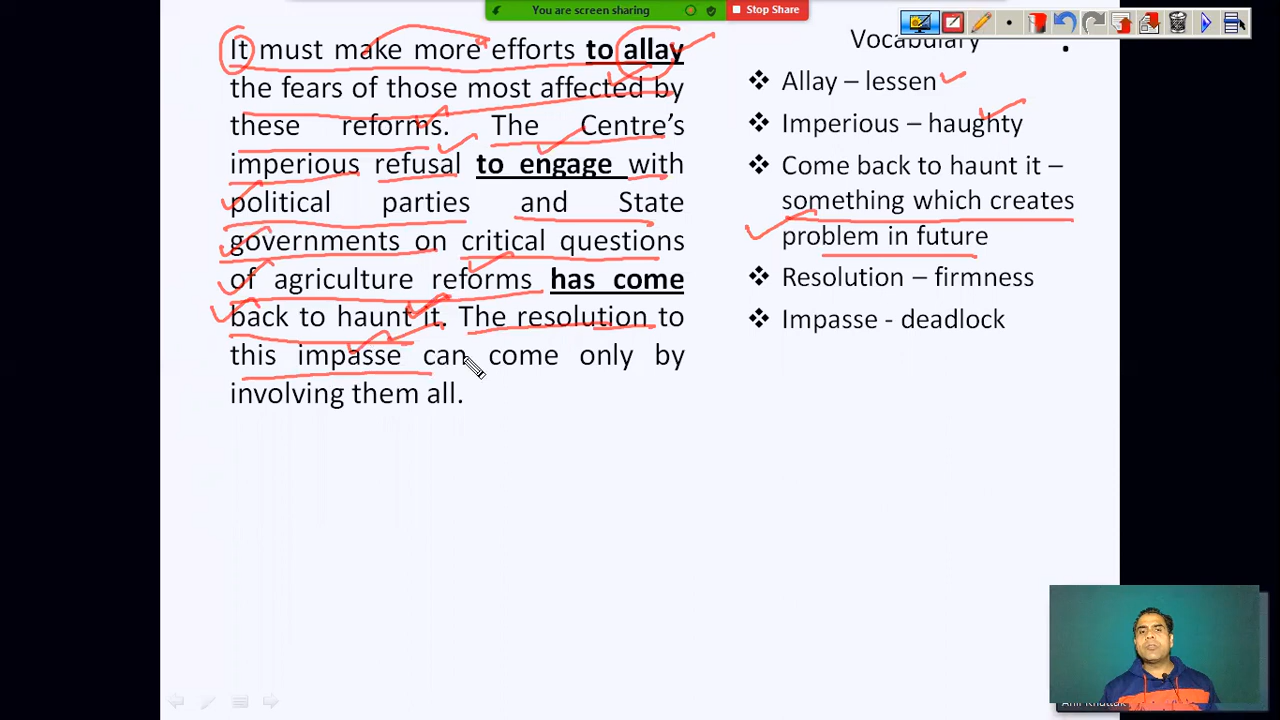 You are screen sharing
Stop Share
It must make more efforts to allay
the fears of those most affected by
these reforms. The Centre's
imperious refusal to engage with
political parties and State
governments on critical questions
of agriculture reforms has come
back to haunt it. The resolution to
this impasse can come only by
involving them all.
Vocabulary
❖ Allay – lessen
❖ Imperious – haughty
❖ Come back to haunt it –
something which creates
problem in future
❖ Resolution – firmness
❖ Impasse - deadlock